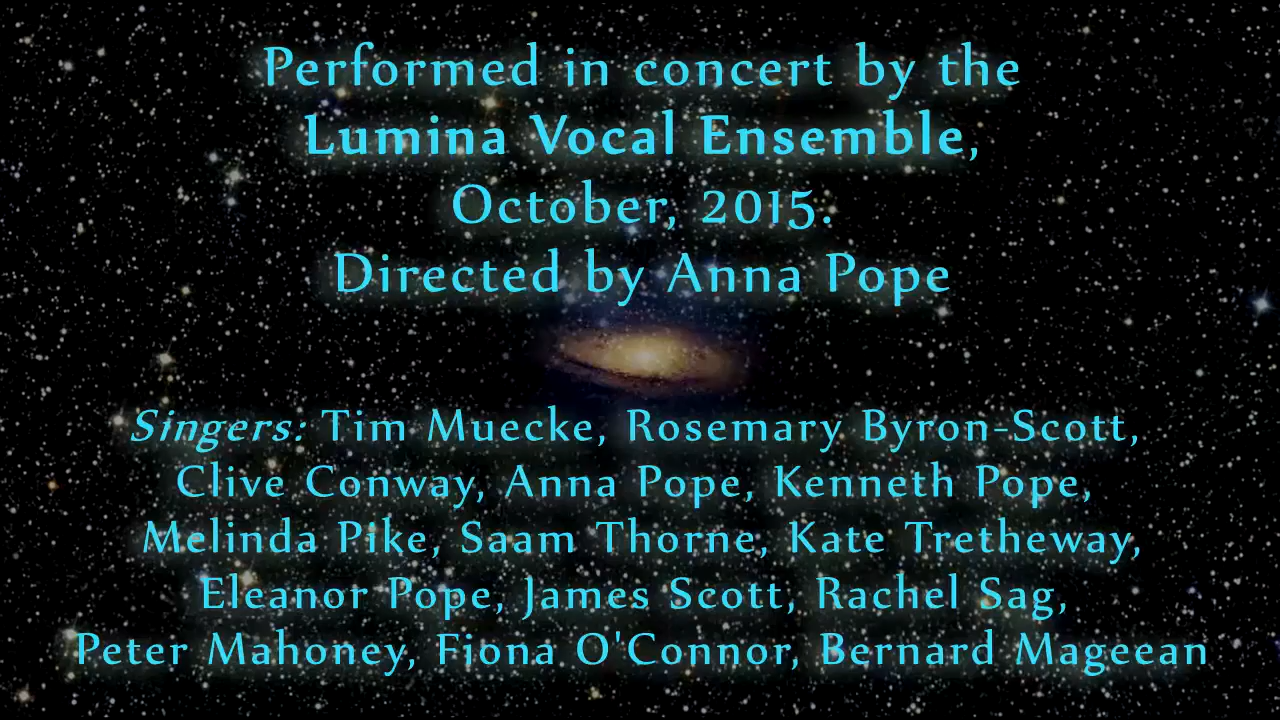 Performed in concert by the
Lumina Vocal Ensemble,
October, 2015.
Directed by Anna Pope
Singers: Tim Muecke, Rosemary Byron-Scott,
Clive Conway, Anna Pope, Kenneth Pope,
Melinda Pike, Saam Thorne, Kate Tretheway,
Eleanor Pope, James Scott, Rachel Sag,
Peter Mahoney, Fiona O'Connor, Bernard Mageean